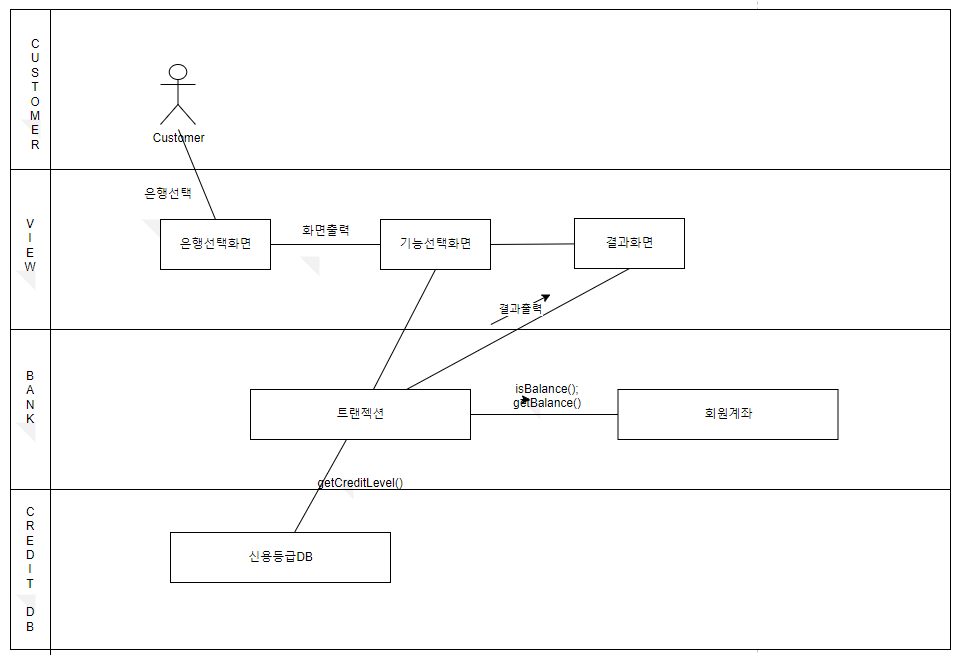 CUSTOMER
Customer
은행선택
VIEW
은행선택화면
화면출력
기능선택화면
결과화면
결과출력
BANK
트랜젝션
isBalance();
getBalance()
회원계좌
getCreditLevel()
CREDIT DB
신용등급DB